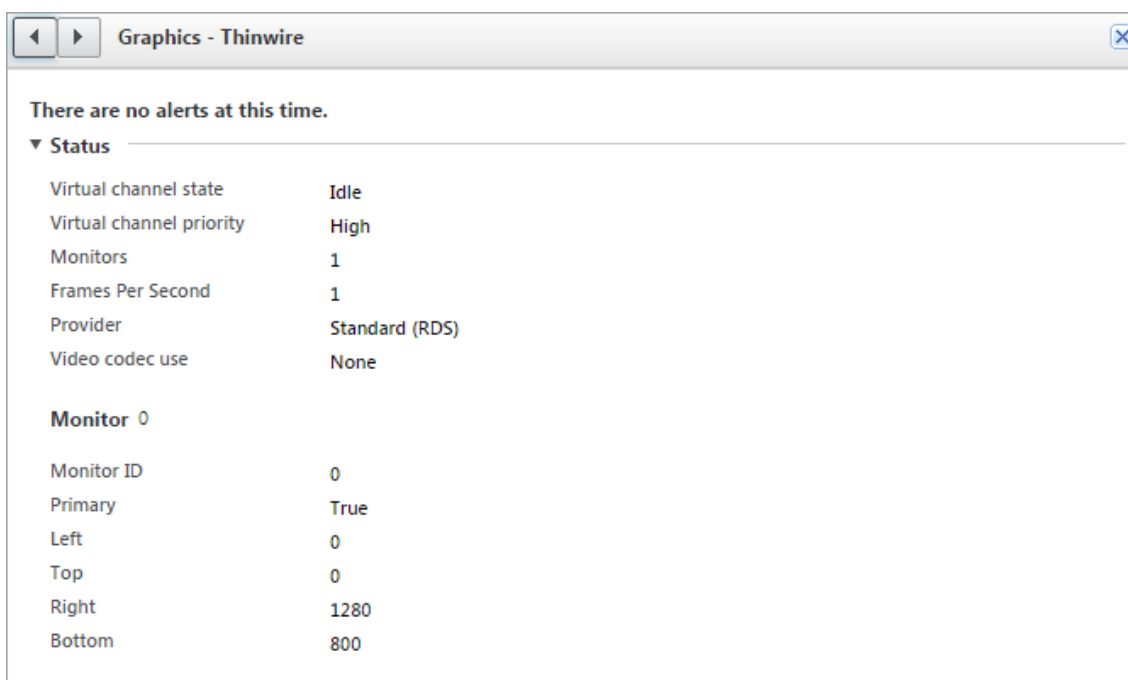 Graphics - Thinwire
There are no alerts at this time.
Status
Virtual channel state Idle
Virtual channel priority High
Monitors 1
Frames Per Second 1
Provider Standard (RDS)
Video codec use None
Monitor 0
Monitor ID 0
Primary True
Left 0
Top 0
Right 1280
Bottom 800